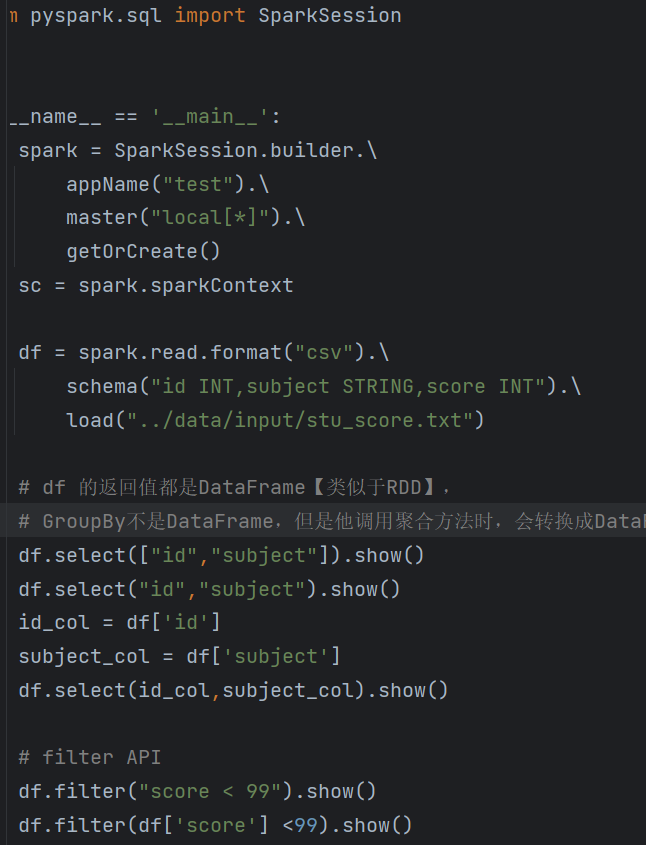 m pyspark.sql import SparkSession
__name__ == '__main__':
spark = SparkSession.builder.\
appName("test").\
master("local[*]").\
getOrCreate()
sc = spark.sparkContext
df = spark.read.format("csv").\
schema("id INT,subject STRING,score INT").\
load("../data/input/stu_score.txt")
# df 的返回值都是DataFrame【类似于RDD】,
# GroupBy不是DataFrame，但是他调用聚合方法时，会转换成Data
df.select(["id","subject"]).show()
df.select("id","subject").show()
id_col = df['id']
subject_col = df['subject']
df.select(id_col,subject_col).show()
# filter API
df.filter("score < 99").show()
df.filter(df['score'] <99).show()